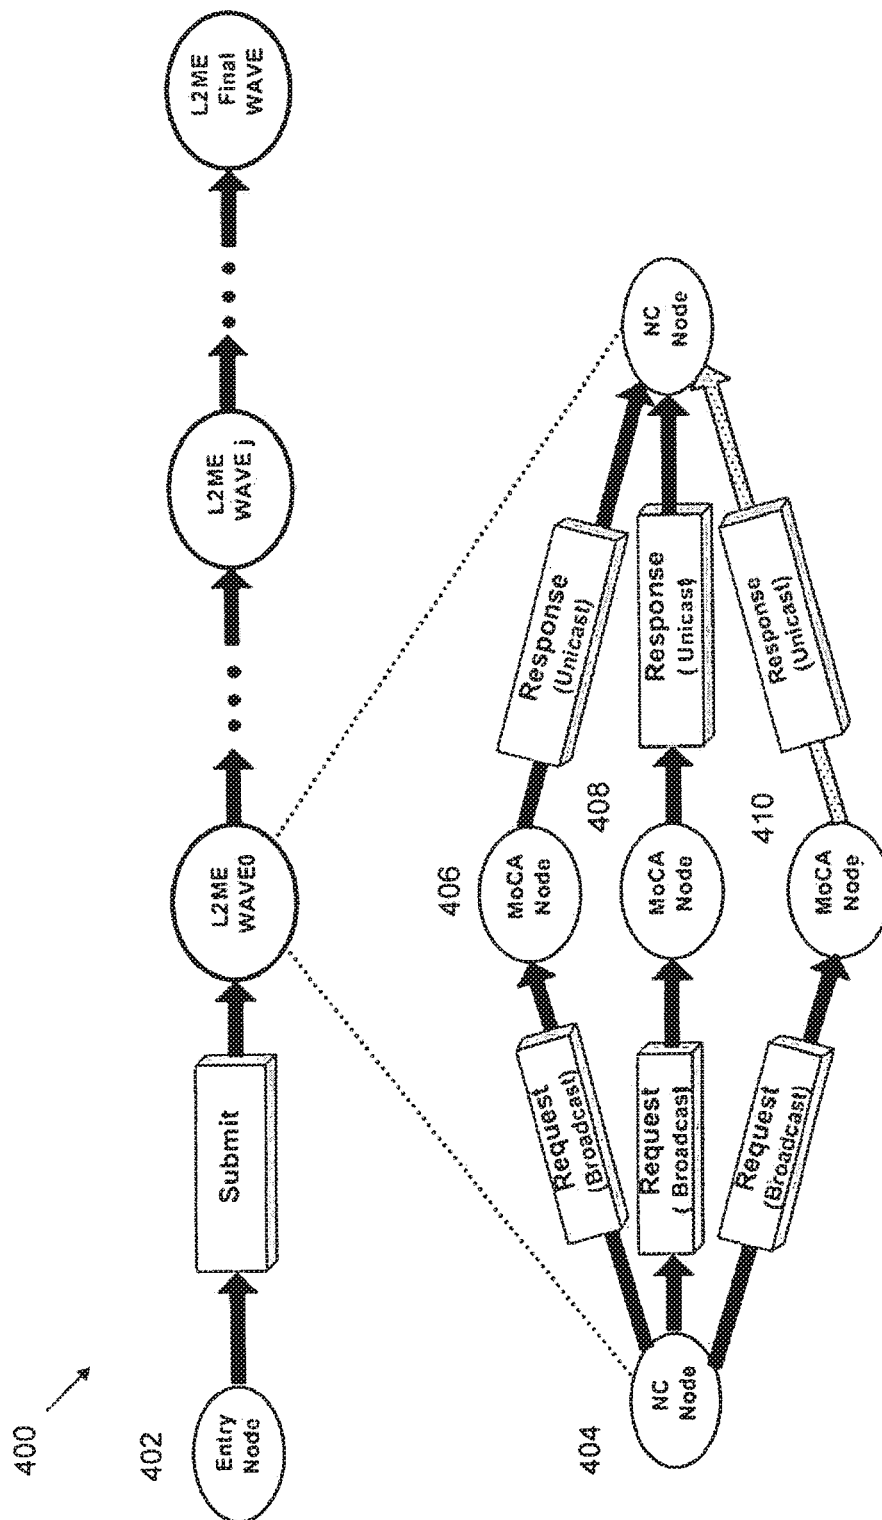 400
402
Entry
Node
Submit
L2ME
WAVE0
L2ME
WAVE j
L2ME
Final
WAVE
404
NC
Node
Request
(Broadcast)
Request
( Broadcast)
Request
(Broadcast)
406
MoCA
Node
408
MoCA
Node
410
MoCA
Node
Response
(Unicast)
Response
( Unicast)
Response
(Unicast)
NC
Node